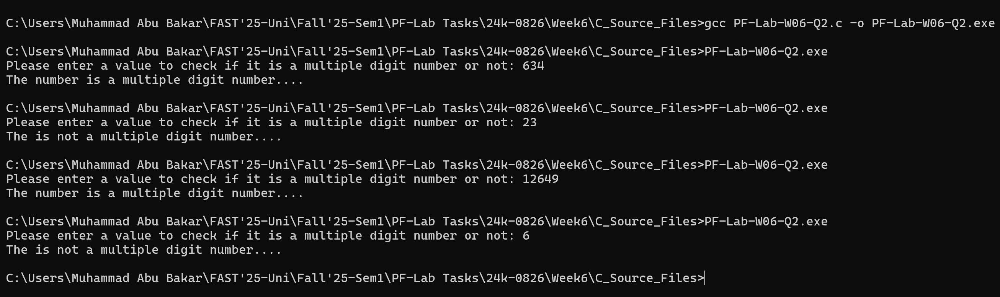 C:\Users\Muhammad Abu Bakar\FAST'25-Uni\Fall'25-Sem1\PF-Lab Tasks\24k-0826\Week6\C_Source_Files>gcc PF-Lab-W06-Q2.c -o PF-Lab-W06-Q2.exe
C:\Users\Muhammad Abu Bakar\FAST'25-Uni\Fall'25-Sem1\PF-Lab Tasks\24k-0826\Week6\C_Source_Files>PF-Lab-W06-Q2.exe
Please enter a value to check if it is a multiple digit number or not: 634
The number is a multiple digit number....
C:\Users\Muhammad Abu Bakar\FAST'25-Uni\Fall'25-Sem1\PF-Lab Tasks\24k-0826\Week6\C_Source_Files>PF-Lab-W06-Q2.exe
Please enter a value to check if it is a multiple digit number or not: 23
The is not a multiple digit number....
C:\Users\Muhammad Abu Bakar\FAST'25-Uni\Fall'25-Sem1\PF-Lab Tasks\24k-0826\Week6\C_Source_Files>PF-Lab-W06-Q2.exe
Please enter a value to check if it is a multiple digit number or not: 12649
The number is a multiple digit number....
C:\Users\Muhammad Abu Bakar\FAST'25-Uni\Fall'25-Sem1\PF-Lab Tasks\24k-0826\Week6\C_Source_Files>PF-Lab-W06-Q2.exe
Please enter a value to check if it is a multiple digit number or not: 6
The is not a multiple digit number....
C:\Users\Muhammad Abu Bakar\FAST'25-Uni\Fall'25-Sem1\PF-Lab Tasks\24k-0826\Week6\C_Source_Files>